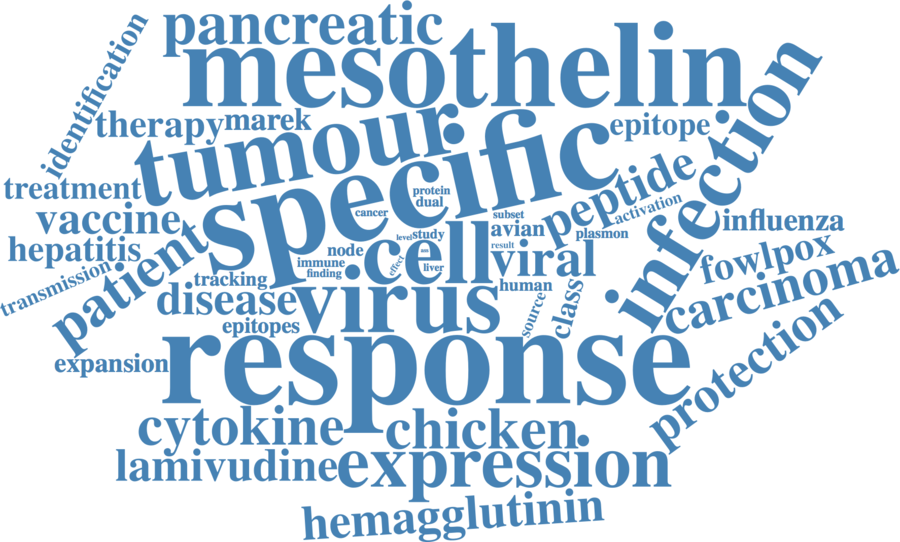 pancreatic
identification
mesothelin
therapy
marek
tumour
specific
epitope
infection
treatment
vaccine
hepatitis
patient
transmission
protein
dual
cancer
subset
avian
peptide
activation
plasmon
influenza
level
study
result
node
immune
finding
cell
effect
liver
viral
fowlpox
carcinoma
tracking
disease
virus
human
source
class
epitopes
expansion
response
protection
cytokine
chicken
lamivudine
expression
hemagglutinin